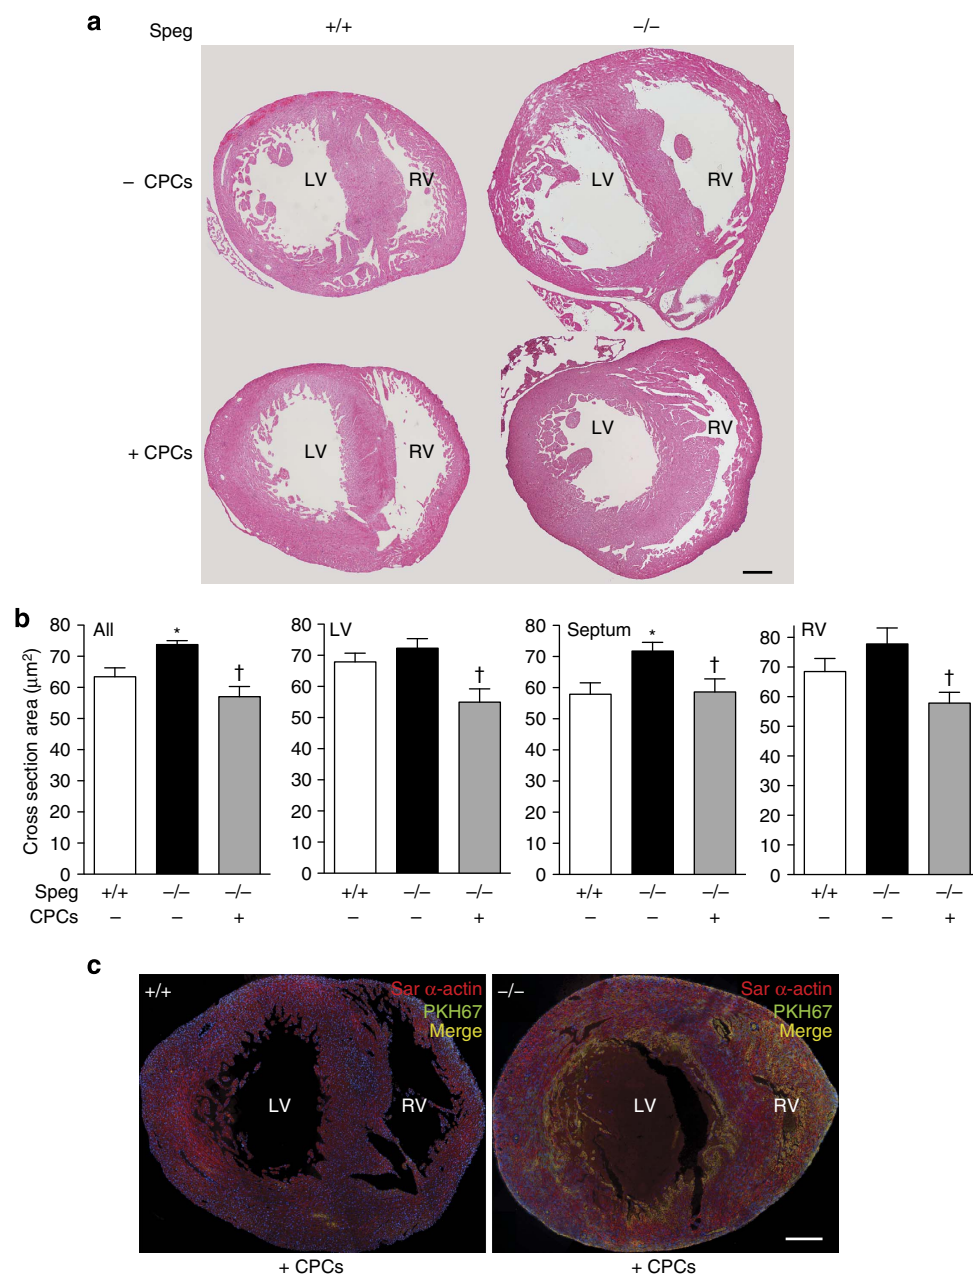 a
Speg +/+ –/–
– CPCs
LV RV LV RV
+ CPCs
LV RV LV RV
b
Cross section area (µm²)
80 70 60 50 40 30 20 10 0
All
* †
80 70 60 50 40 30 20 10 0
LV
†
80 70 60 50 40 30 20 10 0
Septum
* †
80 70 60 50 40 30 20 10 0
RV
†
Speg +/+ –/– –/– +/+ –/– –/– +/+ –/– –/– +/+ –/– –/–
CPCs – – + – – + – – + – – +
c
+/+
Sar α-actin
PKH67
Merge
LV RV
+ CPCs
–/–
Sar α-actin
PKH67
Merge
LV RV
+ CPCs